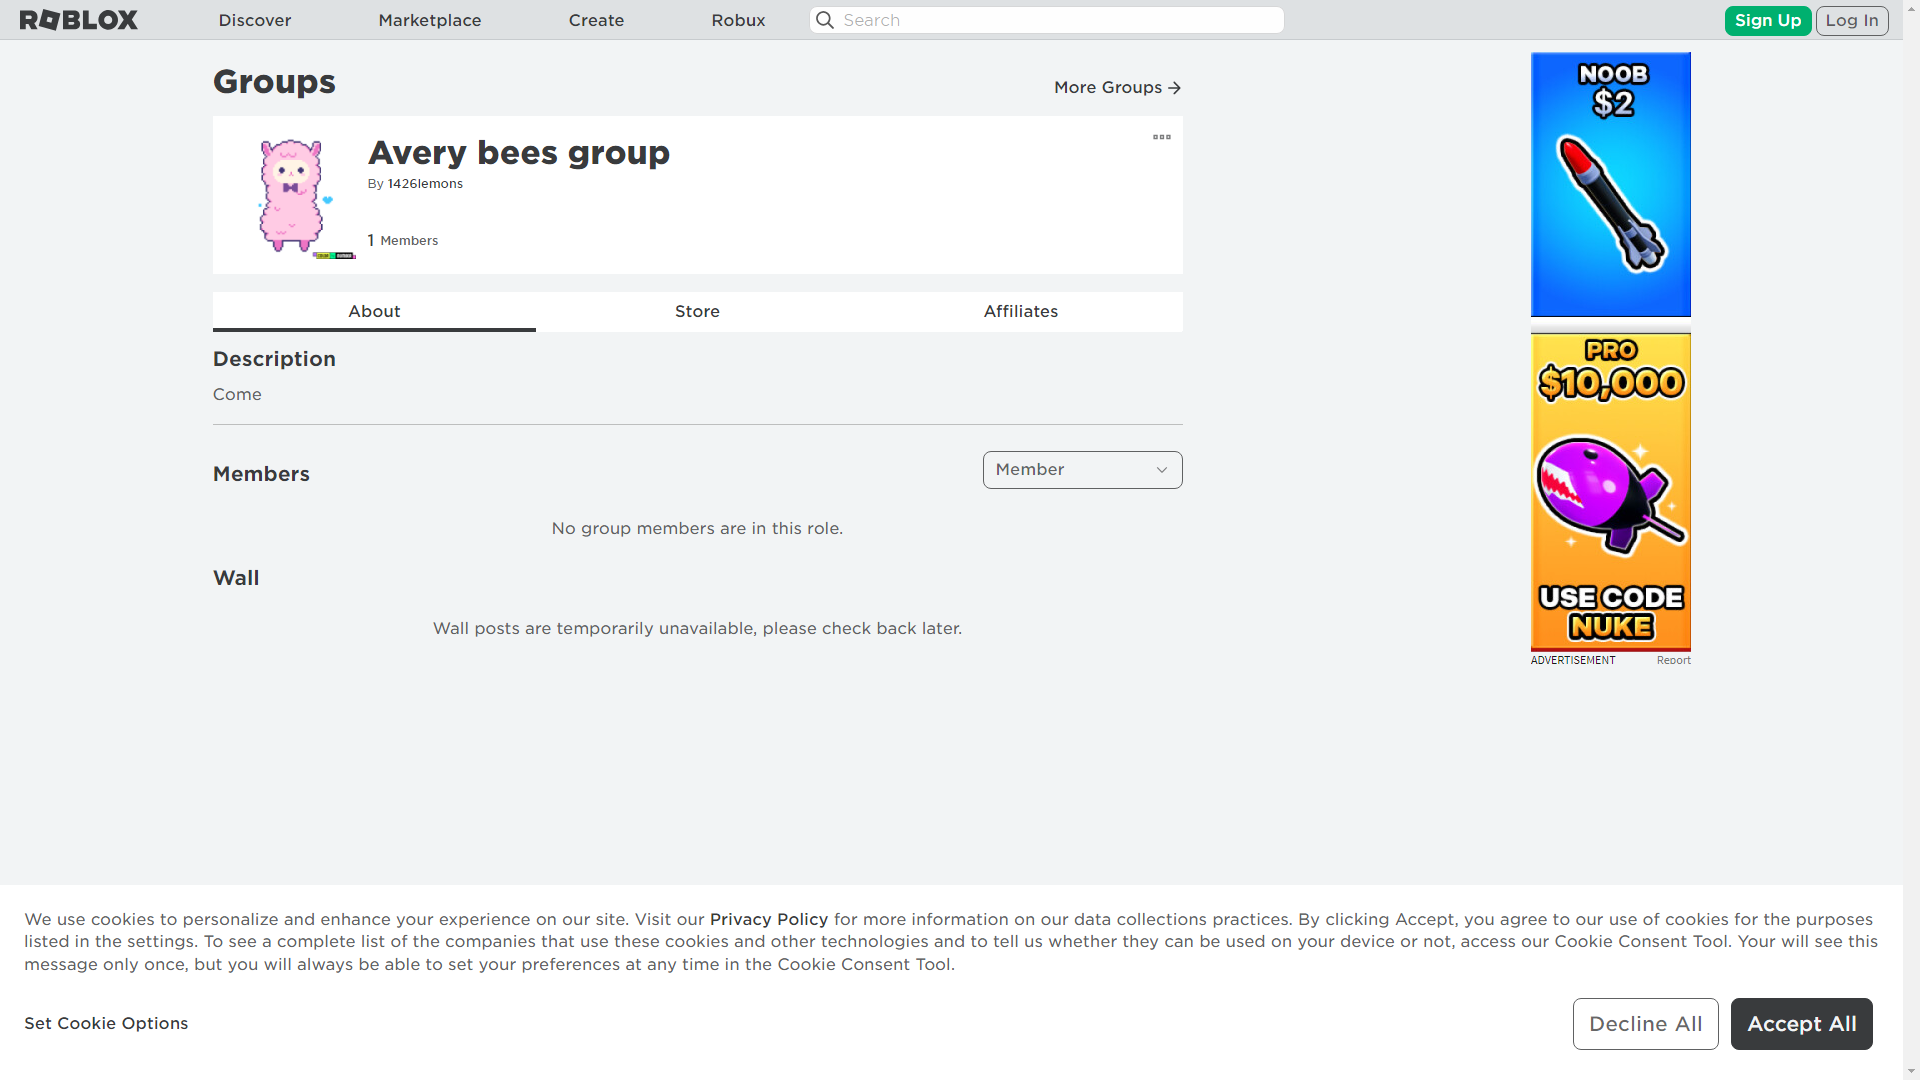 ROBLOX
Discover
Marketplace
Create
Robux
Search
Sign Up
Log In
Groups
More Groups
Avery bees group
By 1426lemons
1 Members
About
Store
Affiliates
Description
Come
Members
Member
No group members are in this role.
Wall
Wall posts are temporarily unavailable, please check back later.
NOOB
$2
PRO
$10,000
USE CODE
NUKE
ADVERTISEMENT
Report
We use cookies to personalize and enhance your experience on our site. Visit our Privacy Policy for more information on our data collections practices. By clicking Accept, you agree to our use of cookies for the purposes
listed in the settings. To see a complete list of the companies that use these cookies and other technologies and to tell us whether they can be used on your device or not, access our Cookie Consent Tool. Your will see this
message only once, but you will always be able to set your preferences at any time in the Cookie Consent Tool.
Set Cookie Options
Decline All
Accept All